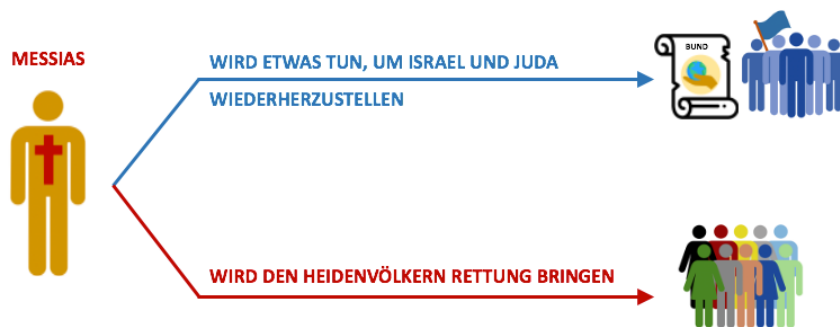 MESSIAS
WIRD ETWAS TUN, UM ISRAEL UND JUDA
WIEDERHERZUSTELLEN
BUND
WIRD DEN HEIDENVÖLKERN RETTUNG BRINGEN